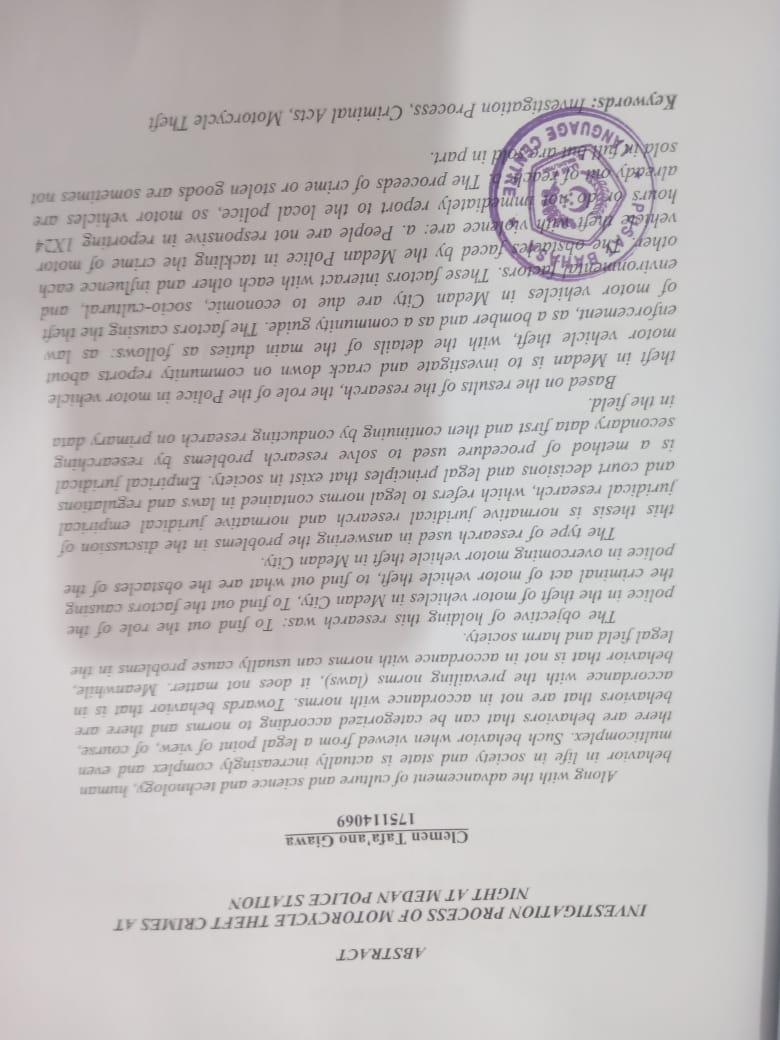 ABSTRACT
INVESTIGATION PROCESS OF MOTORCYCLE THEFT CRIMES AT
NIGHT AT MEDAN POLICE STATION
Clemen Tafa'ano Giawa
175114069
Along with the advancement of culture and science and technology, human
behavior in life in society and state is actually increasingly complex and even
multicomplex. Such behavior when viewed from a legal point of view, of course,
there are behaviors that can be categorized according to norms and there are
behaviors that are not in accordance with norms. Towards behavior that is in
accordance with the prevailing norms (laws), it does not matter. Meanwhile,
behavior that is not in accordance with norms can usually cause problems in the
legal field and harm society.
The objective of holding this research was: To find out the role of the
police in the theft of motor vehicles in Medan City, To find out the factors causing
the criminal act of motor vehicle theft, to find out what are the obstacles of the
police in overcoming motor vehicle theft in Medan City.
The type of research used in answering the problems in the discussion of
this thesis is normative juridical research and normative juridical empirical
juridical research, which refers to legal norms contained in laws and regulations
and court decisions and legal principles that exist in society. Empirical juridical
is a method of procedure used to solve research problems by researching
secondary data first and then continuing by conducting research on primary data
in the field.
Based on the results of the research, the role of the Police in motor vehicle
theft in Medan is to investigate and crack down on community reports about
motor vehicle theft, with the details of the main duties as follows: as law
enforcement, as a bomber and as a community guide. The factors causing the theft
of motor vehicles in Medan City are due to economic, socio-cultural, and
environmental factors. These factors interact with each other and influence each
other. The obstacles faced by the Medan Police in tackling the crime of motor
vehicle theft with violence are: a. People are not responsive in reporting 1X24
hours or do not immediately report to the local police, so motor vehicles are
already out of reach. b. The proceeds of crime or stolen goods are sometimes not
sold in full but are sold in part.
Keywords: Investigation Process, Criminal Acts, Motorcycle Theft
PUSAT BAHASA
LANGUAGE CENTRE